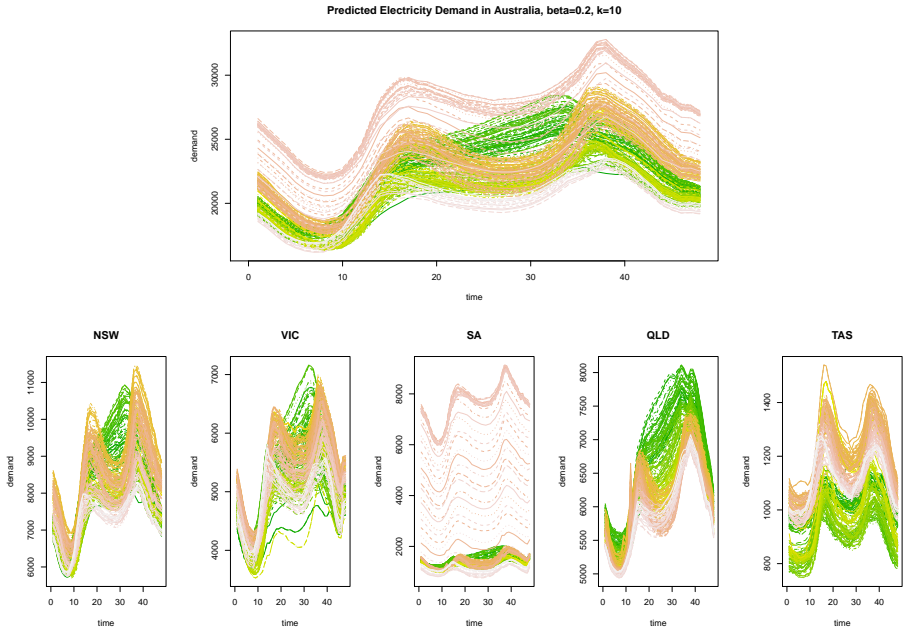 Predicted Electricity Demand in Australia, beta=0.2, k=10
demand
30000
25000
20000
0 10 20 30 40
time
NSW
demand
11000
10000
9000
8000
7000
6000
0 10 20 30 40
time
VIC
demand
7000
6000
5000
4000
0 10 20 30 40
time
SA
demand
8000
6000
4000
2000
0 10 20 30 40
time
QLD
demand
8000
7500
7000
6500
6000
5500
5000
0 10 20 30 40
time
TAS
demand
1400
1200
1000
800
0 10 20 30 40
time